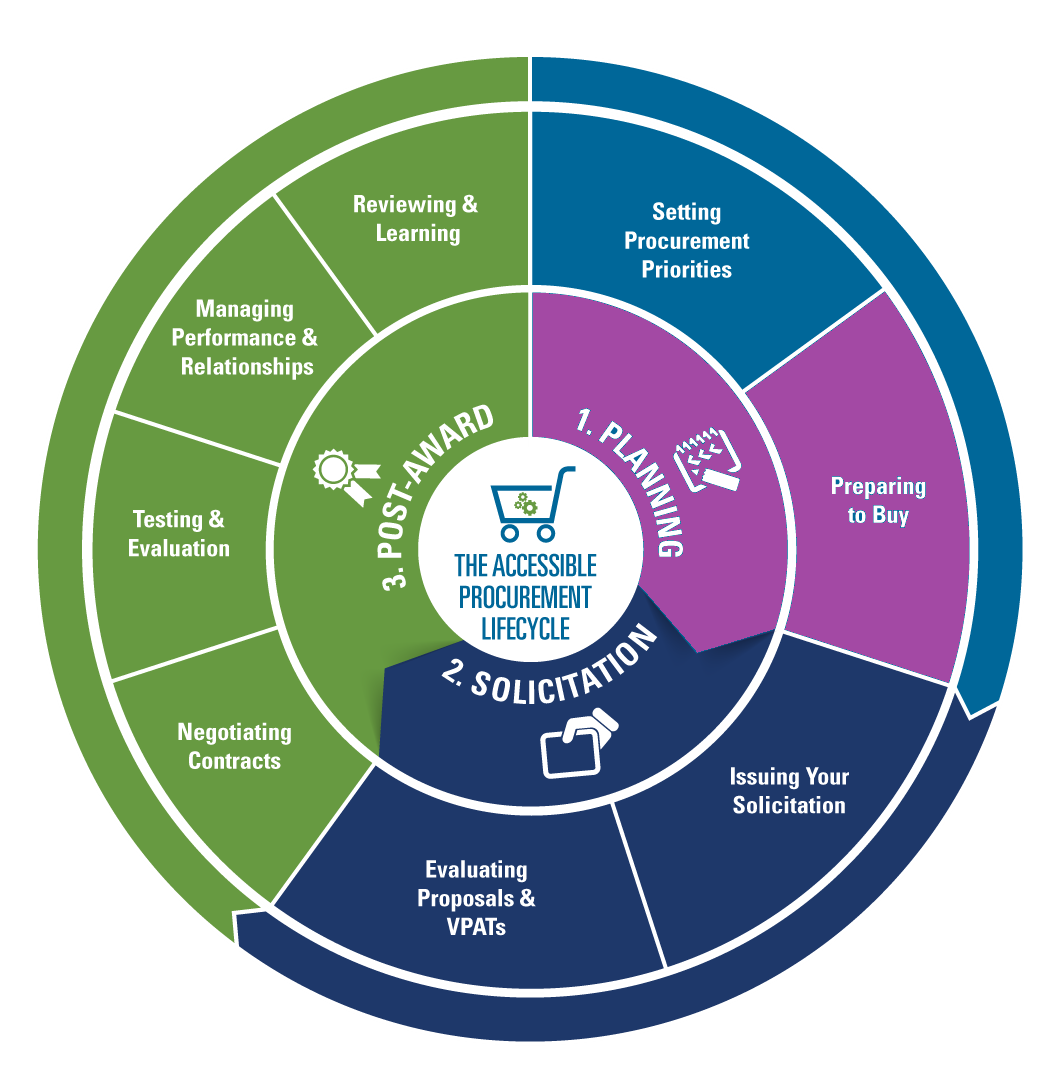 THE ACCESSIBLE
PROCUREMENT
LIFECYCLE
1. PLANNING
Setting
Procurement
Priorities
Preparing
to Buy
2. SOLICITATION
Issuing Your
Solicitation
Evaluating
Proposals &
VPATs
3. POST-AWARD
Negotiating
Contracts
Testing &
Evaluation
Managing
Performance &
Relationships
Reviewing &
Learning